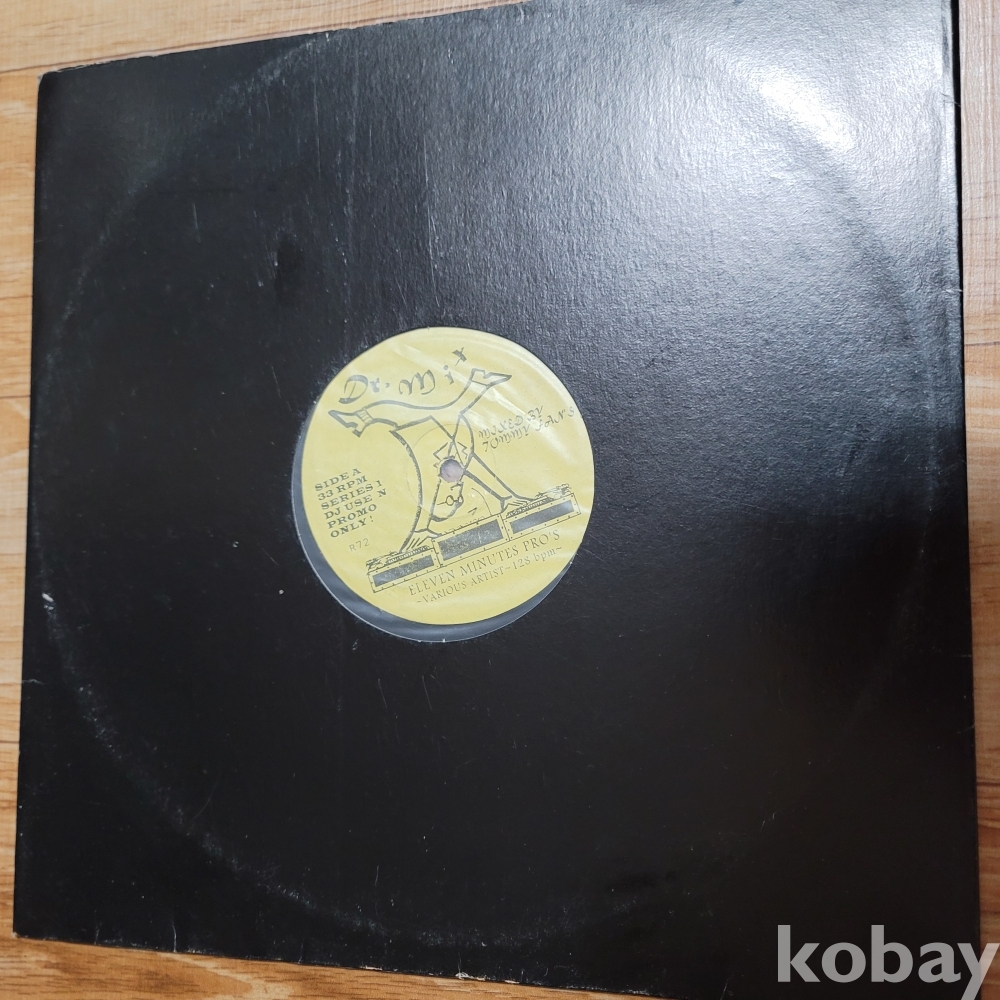 Dr. Mix
MIXED BY
TOMMY
SIDE A
33 RPM
SERIES 1
DJ USE N
PROMO
ONLY!
R72
ELEVEN MINUTES PRO'S
~VARIOUS ARTIST~128 bpm~
kobay